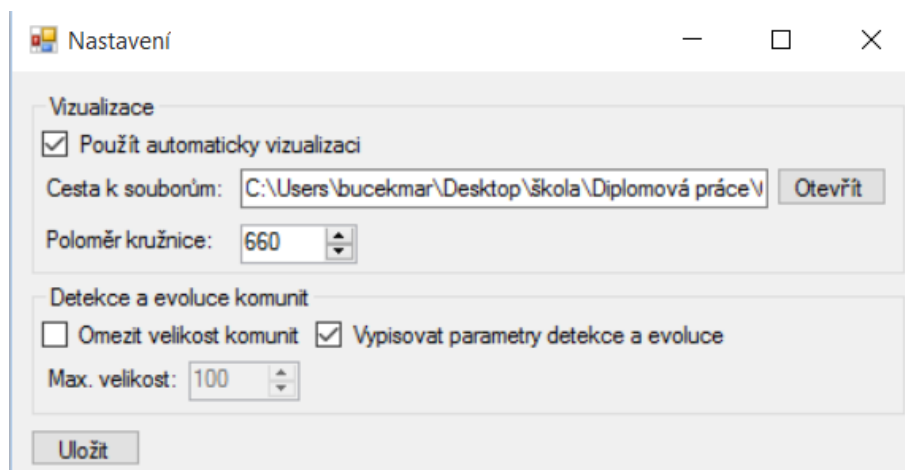 Nastavení
Vizualizace
Použít automaticky vizualizaci
Cesta k souborům: C:\Users\bucekmar\Desktop\škola\Diplomová práce\ Otevřít
Poloměr kružnice: 660
Detekce a evoluce komunit
Omezit velikost komunit Vypisovat parametry detekce a evoluce
Max. velikost: 100
Uložit